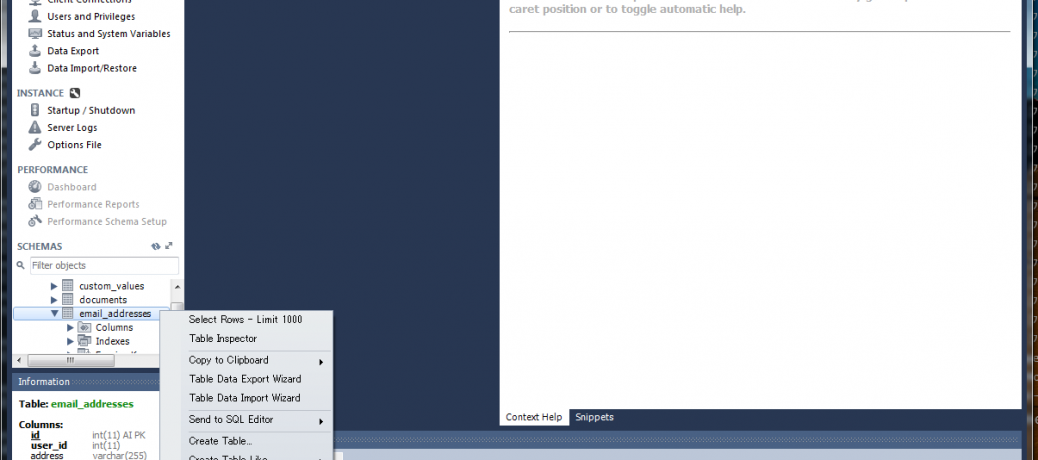 Client Connections
Users and Privileges
Status and System Variables
Data Export
Data Import/Restore
INSTANCE
Startup / Shutdown
Server Logs
Options File
PERFORMANCE
Dashboard
Performance Reports
Performance Schema Setup
SCHEMAS
Filter objects
custom_values
documents
email_addresses
Columns
Indexes
Information
Table: email_addresses
Columns:
id int(11) AI PK
user_id int(11)
address varchar(255)
Select Rows - Limit 1000
Table Inspector
Copy to Clipboard
Table Data Export Wizard
Table Data Import Wizard
Send to SQL Editor
Create Table...
Create Table Like
caret position or to toggle automatic help.
Context Help
Snippets